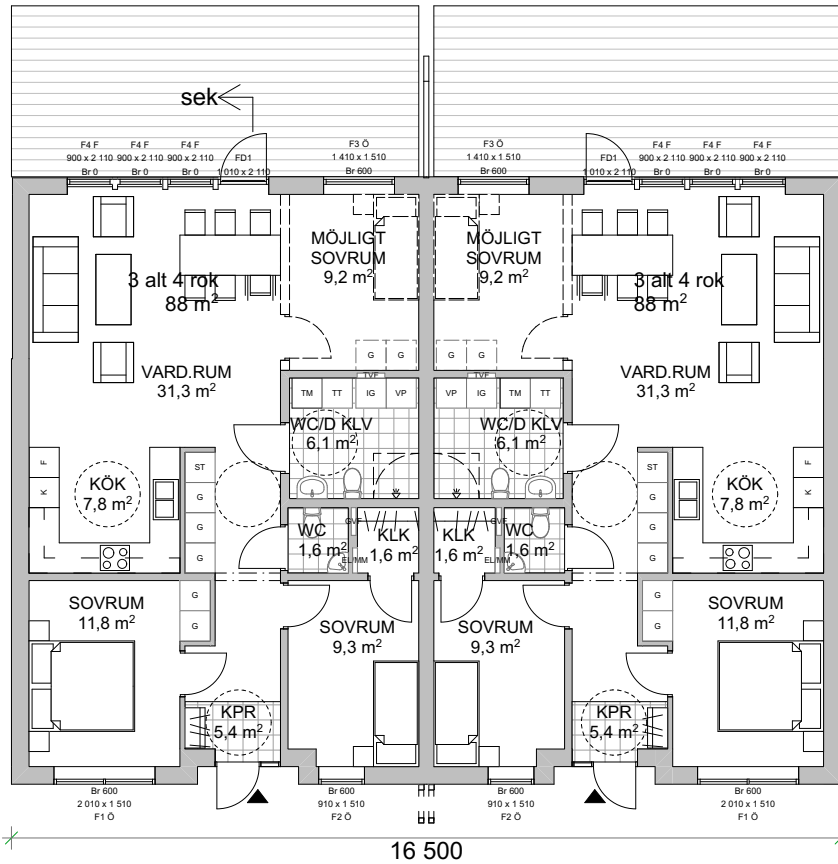 sek
F4 F F4 F F4 F F3 Ö F3 Ö F4 F F4 F F4 F
900 x 2 110 900 x 2 110 900 x 2 110 FD1 1 410 x 1 510 1 410 x 1 510 FD1 900 x 2 110 900 x 2 110 900 x 2 110
Br 0 Br 0 Br 0 1 010 x 2 110 Br 600 Br 600 1 010 x 2 110 Br 0 Br 0 Br 0
MÖJLIGT MÖJLIGT
SOVRUM SOVRUM
9,2 m² 9,2 m²
3 alt 4 rok 3 alt 4 rok
88 m² 88 m²
G G G G
VARD.RUM TVF TVF VARD.RUM
31,3 m² 31,3 m²
TM TT IG VP VP IG TM TT
WC/D KLV WC/D KLV
6,1 m² 6,1 m²
F ST ST F
KÖK KÖK
K 7,8 m² G G 7,8 m² K
G GVF GVF G
WC KLK KLK WC
1,6 m² 1,6 m² 1,6 m² 1,6 m²
G EL/MM EL/MM G
SOVRUM G G SOVRUM
11,8 m² 11,8 m²
G SOVRUM SOVRUM G
9,3 m² 9,3 m²
KPR KPR
5,4 m² 5,4 m²
Br 600 Br 600 Br 600 Br 600
2 010 x 1 510 910 x 1 510 910 x 1 510 2 010 x 1 510
F1 Ö F2 Ö F2 Ö F1 Ö
16 500